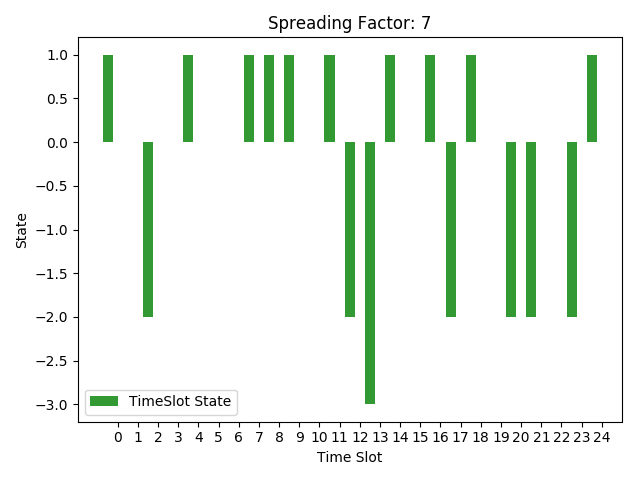 Spreading Factor: 7
1.0
0.5
0.0
−0.5
−1.0
−1.5
−2.0
−2.5
−3.0
State
TimeSlot State
0 1 2 3 4 5 6 7 8 9 10 11 12 13 14 15 16 17 18 19 20 21 22 23 24
Time Slot